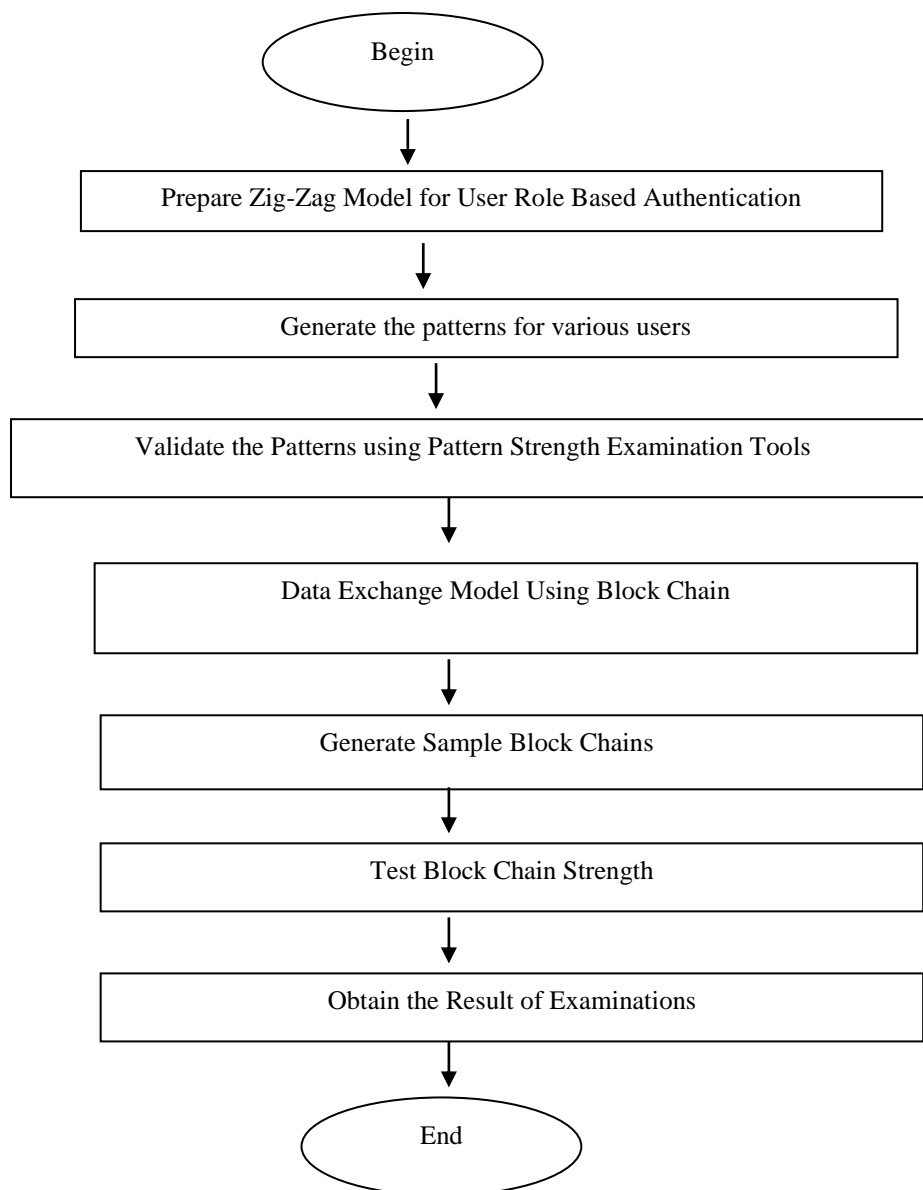 Begin
Prepare Zig-Zag Model for User Role Based Authentication
Generate the patterns for various users
Validate the Patterns using Pattern Strength Examination Tools
Data Exchange Model Using Block Chain
Generate Sample Block Chains
Test Block Chain Strength
Obtain the Result of Examinations
End